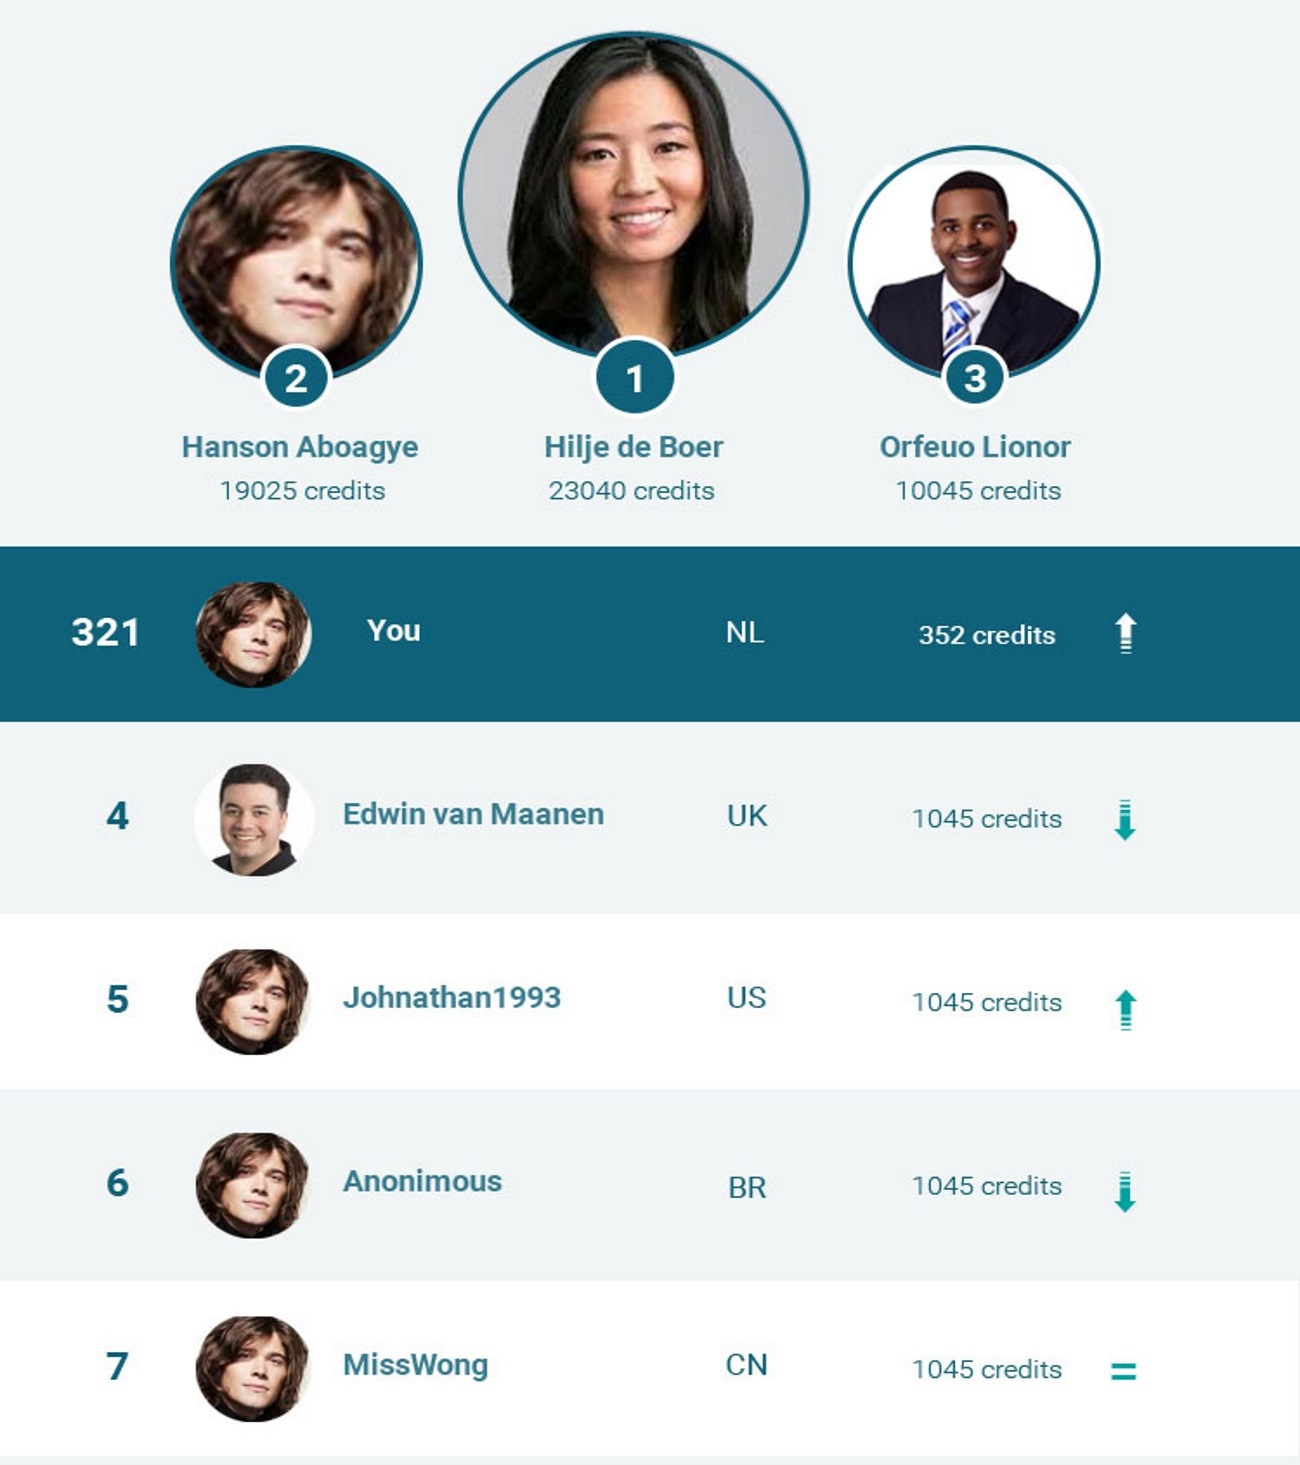 2
1
3
Hanson Aboagye
Hilje de Boer
Orfeuo Lionor
19025 credits
23040 credits
10045 credits
321 You NL 352 credits
4 Edwin van Maanen UK 1045 credits
5 Johnathan1993 US 1045 credits
6 Anonimous BR 1045 credits
7 MissWong CN 1045 credits =